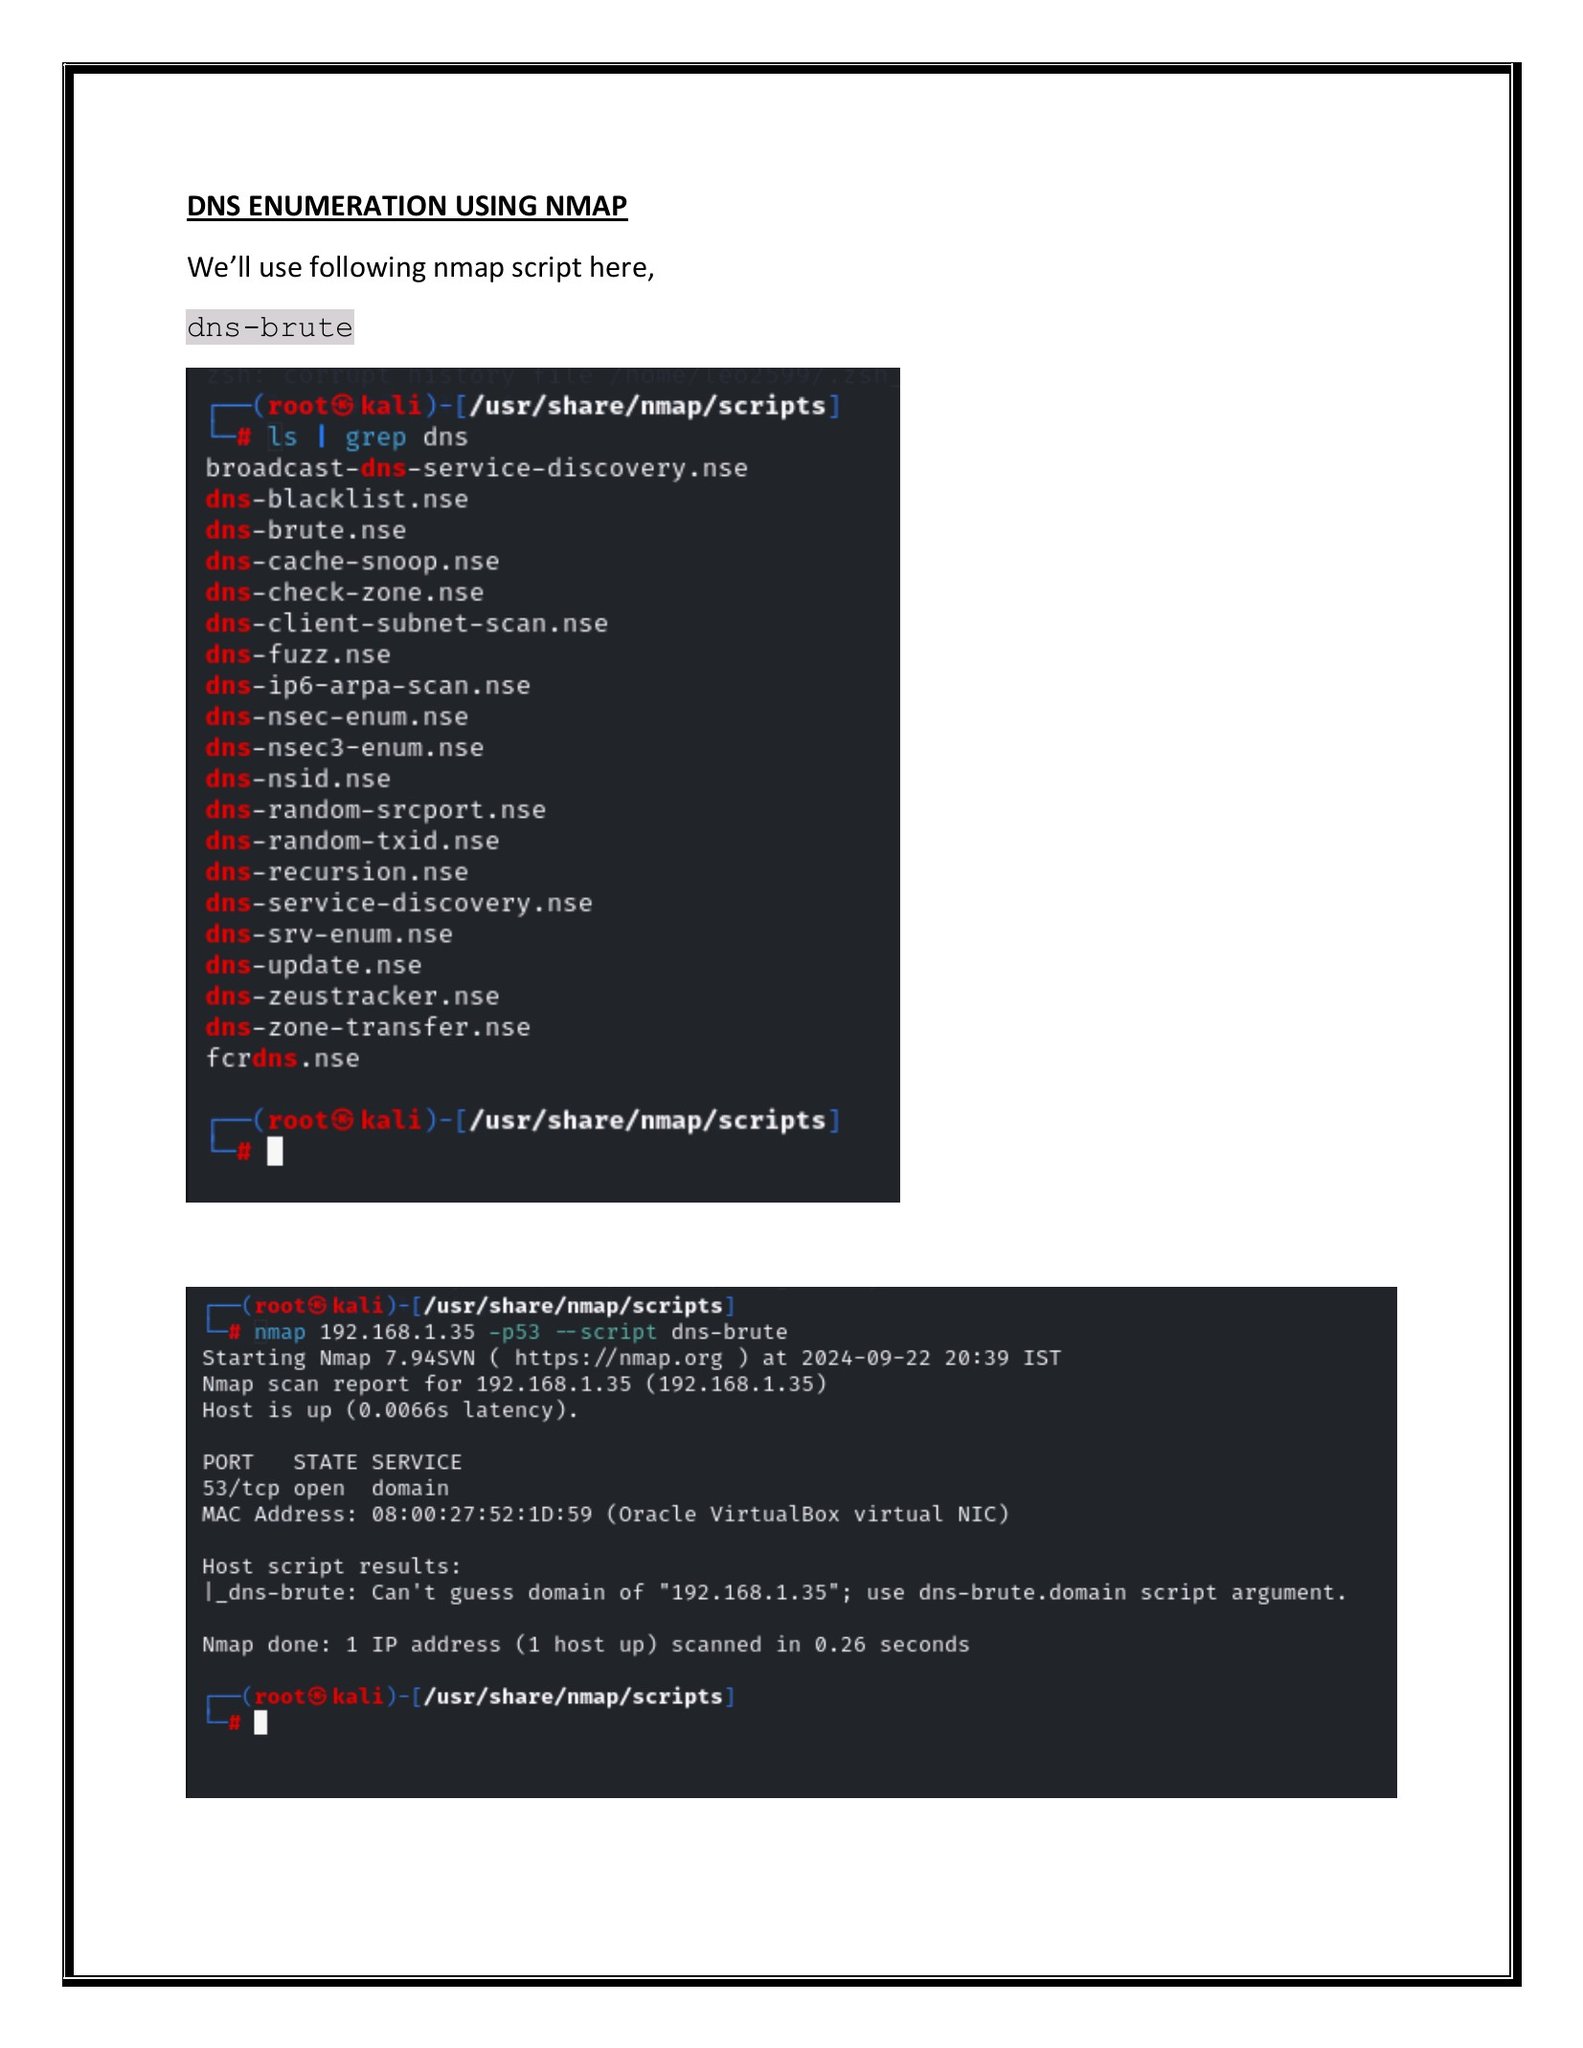 DNS ENUMERATION USING NMAP
We’ll use following nmap script here,
dns-brute
zsh: corrupt history file /home/leo2599/.zsh_
┌──(root㉿kali)-[/usr/share/nmap/scripts]
└─# ls | grep dns
broadcast-dns-service-discovery.nse
dns-blacklist.nse
dns-brute.nse
dns-cache-snoop.nse
dns-check-zone.nse
dns-client-subnet-scan.nse
dns-fuzz.nse
dns-ip6-arpa-scan.nse
dns-nsec-enum.nse
dns-nsec3-enum.nse
dns-nsid.nse
dns-random-srcport.nse
dns-random-txid.nse
dns-recursion.nse
dns-service-discovery.nse
dns-srv-enum.nse
dns-update.nse
dns-zeustracker.nse
dns-zone-transfer.nse
fcrdns.nse
┌──(root㉿kali)-[/usr/share/nmap/scripts]
└─#
┌──(root㉿kali)-[/usr/share/nmap/scripts]
└─# nmap 192.168.1.35 -p53 --script dns-brute
Starting Nmap 7.94SVN ( https://nmap.org ) at 2024-09-22 20:39 IST
Nmap scan report for 192.168.1.35 (192.168.1.35)
Host is up (0.0066s latency).
PORT   STATE SERVICE
53/tcp open  domain
MAC Address: 08:00:27:52:1D:59 (Oracle VirtualBox virtual NIC)
Host script results:
|_dns-brute: Can't guess domain of "192.168.1.35"; use dns-brute.domain script argument.
Nmap done: 1 IP address (1 host up) scanned in 0.26 seconds
┌──(root㉿kali)-[/usr/share/nmap/scripts]
└─#